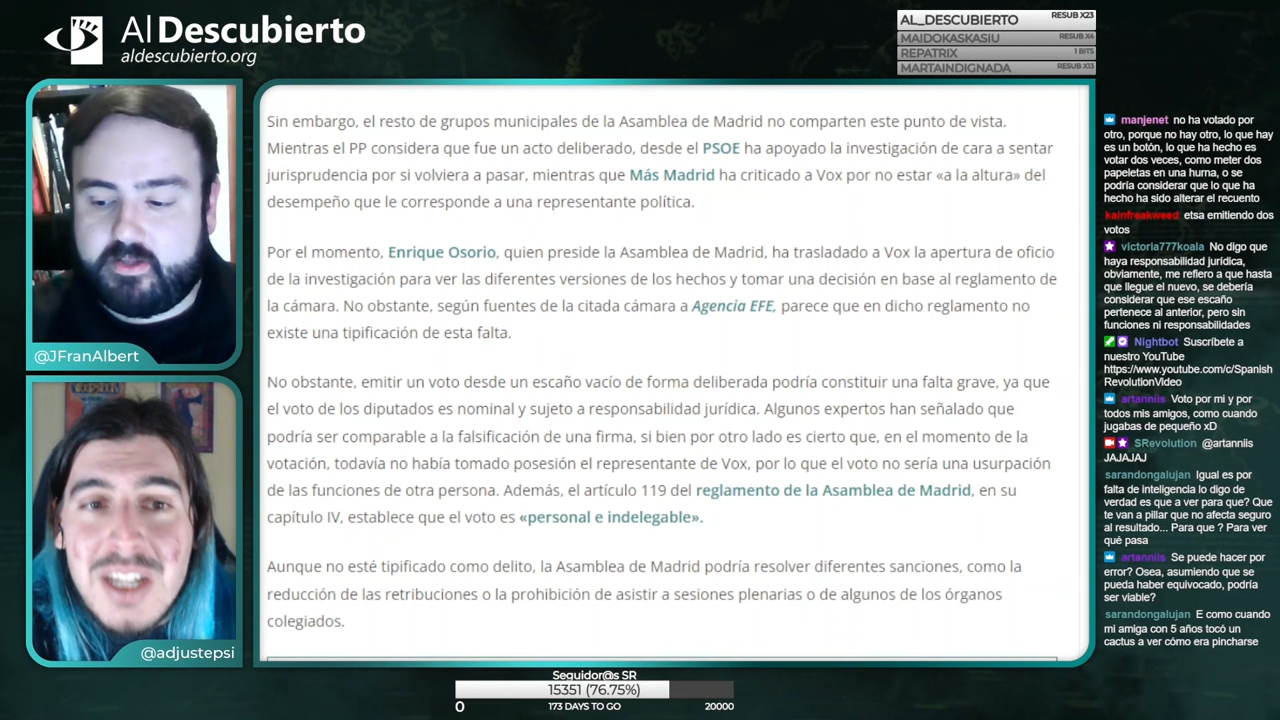 Al Descubierto
aldescubierto.org
AL_DESCUBIERTO RESUB X23
MAIDOKASKASIU RESUB X4
REPATRIX 1 BITS
MARTAINDIGNADA RESUB X13
@JFranAlbert
@adjustepsi
Sin embargo, el resto de grupos municipales de la Asamblea de Madrid no comparten este punto de vista.
Mientras el PP considera que fue un acto deliberado, desde el PSOE ha apoyado la investigación de cara a sentar
jurisprudencia por si volviera a pasar, mientras que Más Madrid ha criticado a Vox por no estar «a la altura» del
desempeño que le corresponde a una representante política.
Por el momento, Enrique Osorio, quien preside la Asamblea de Madrid, ha trasladado a Vox la apertura de oficio
de la investigación para ver las diferentes versiones de los hechos y tomar una decisión en base al reglamento de
la cámara. No obstante, según fuentes de la citada cámara a Agencia EFE, parece que en dicho reglamento no
existe una tipificación de esta falta.
No obstante, emitir un voto desde un escaño vacío de forma deliberada podría constituir una falta grave, ya que
el voto de los diputados es nominal y sujeto a responsabilidad jurídica. Algunos expertos han señalado que
podría ser comparable a la falsificación de una firma, si bien por otro lado es cierto que, en el momento de la
votación, todavía no había tomado posesión el representante de Vox, por lo que el voto no sería una usurpación
de las funciones de otra persona. Además, el artículo 119 del reglamento de la Asamblea de Madrid, en su
capítulo IV, establece que el voto es «personal e indelegable».
Aunque no esté tipificado como delito, la Asamblea de Madrid podría resolver diferentes sanciones, como la
reducción de las retribuciones o la prohibición de asistir a sesiones plenarias o de algunos de los órganos
colegiados.
manjenet no ha votado por
otro, porque no hay otro, lo que hay
es un botón, lo que ha hecho es
votar dos veces, como meter dos
papeletas en una hurna, o se
podría considerar que lo que ha
hecho ha sido alterar el recuento
kainfreakweed etsa emitiendo dos
votos
victoria777koala No digo que
haya responsabilidad jurídica,
obviamente, me refiero a que hasta
que llegue el nuevo, se debería
considerar que ese escaño
pertenece al anterior, pero sin
funciones ni responsabilidades
Nightbot Suscríbete a
nuestro YouTube
https://www.youtube.com/c/Spanish
RevolutionVideo
artanniis Voto por mi y por
todos mis amigos, como cuando
jugabas de pequeño xD
SRevolution @artanniis
JAJAJAJ
sarandongalujan Igual es por
falta de inteligencia lo digo de
verdad es que a ver para que? Que
te van a pillar que no afecta seguro
al resultado... Para que ? Para ver
qué pasa
artanniis Se puede hacer por
error? Osea, asumiendo que se
pueda haber equivocado, podría
ser viable?
sarandongalujan E como cuando
mi amiga con 5 años tocó un
cactus a ver cómo era pincharse
Seguidor@s SR
15351 (76.75%)
0 173 DAYS TO GO 20000